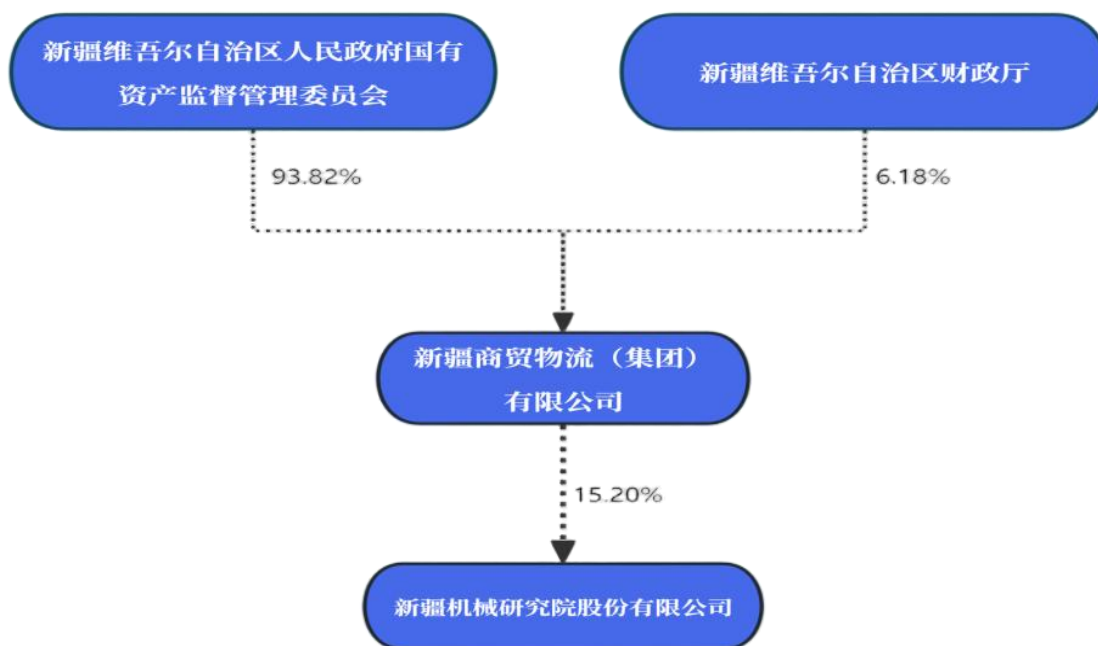 新疆维吾尔自治区人民政府国有
资产监督管理委员会
新疆维吾尔自治区财政厅
93.82%
6.18%
新疆商贸物流（集团）
有限公司
15.20%
新疆机械研究院股份有限公司